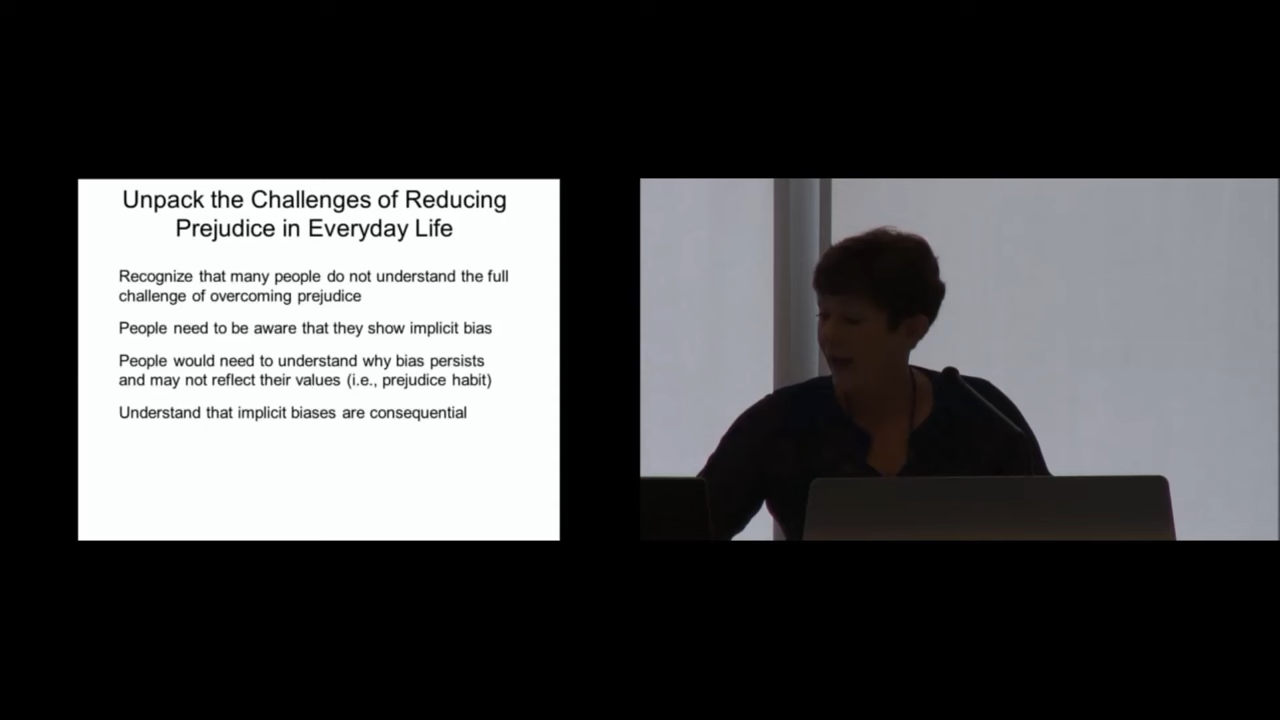 Unpack the Challenges of Reducing
Prejudice in Everyday Life
Recognize that many people do not understand the full
challenge of overcoming prejudice
People need to be aware that they show implicit bias
People would need to understand why bias persists
and may not reflect their values (i.e., prejudice habit)
Understand that implicit biases are consequential